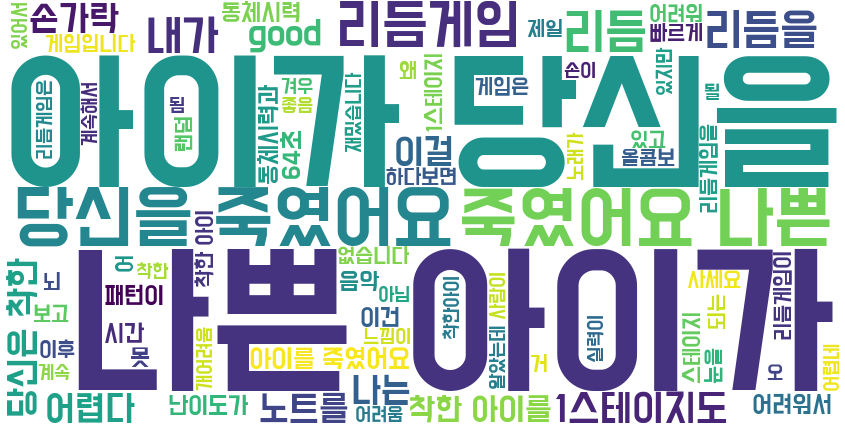 있어서 손가락 내가 동체시력 good 리듬게임 제일 리듬 어려워 빠르게 리듬을
게임입니다
아이가 당신을
리듬게임은 계속해서 됨 랜덤 동체시력과 겨우 좋음 64초 재밌습니다 왜 1스테이지 게임은 손이 있지만 될
이걸 하다보면 노래가 있고 올콤보 리듬게임을
당신을 죽였어요 죽였어요 나쁜
나쁜 아이가
당신은 착한 뇌 어 착한 착한 아이 없습니다 음악 아님 사세요 리듬게임이
보고 패턴이 이건 착한아이 알았는데 사람이 실력이 스테이지 되는
이후 시간 못 개어려움 느낌이 눈을 오
계속 아이를 죽였어요 거 어렵네
어렵다 난이도가 노트를 나는 어려움 착한 아이를 1스테이지도 어려워서